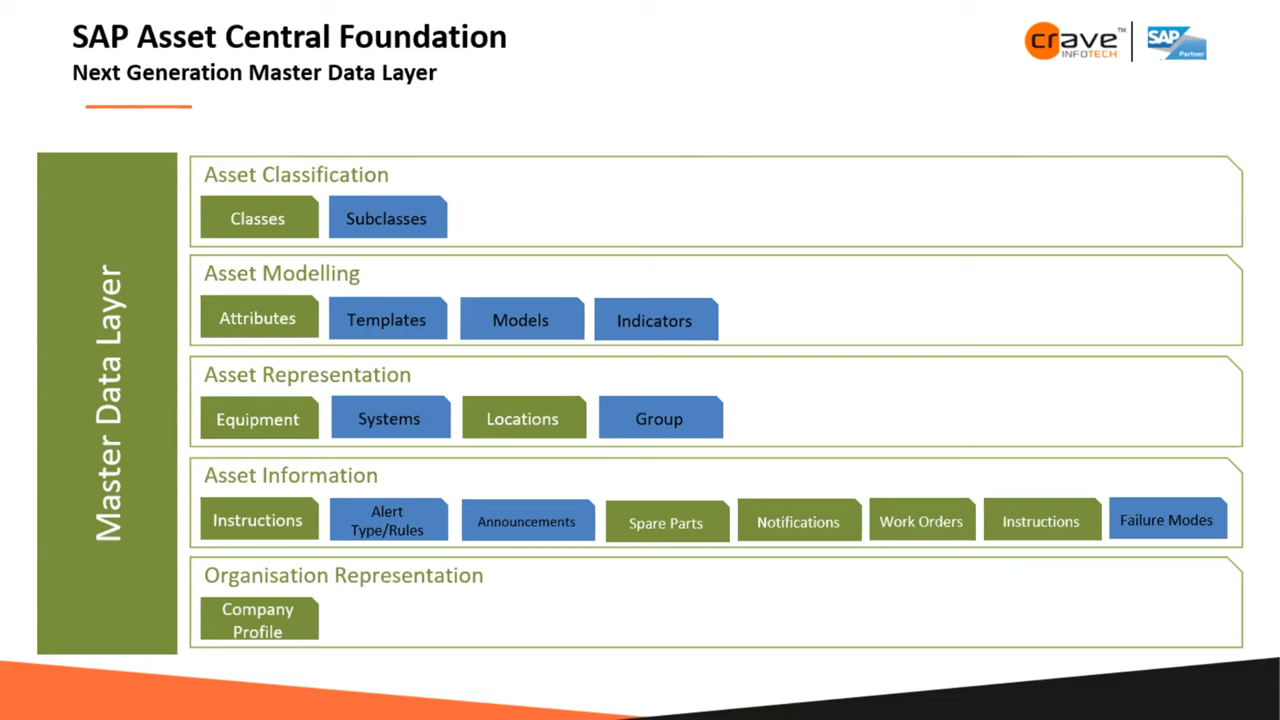 SAP Asset Central Foundation
Next Generation Master Data Layer
crave™
INFOTECH
SAP
Partner
Master Data Layer
Asset Classification
Classes
Subclasses
Asset Modelling
Attributes
Templates
Models
Indicators
Asset Representation
Equipment
Systems
Locations
Group
Asset Information
Instructions
Alert
Type/Rules
Announcements
Spare Parts
Notifications
Work Orders
Instructions
Failure Modes
Organisation Representation
Company
Profile